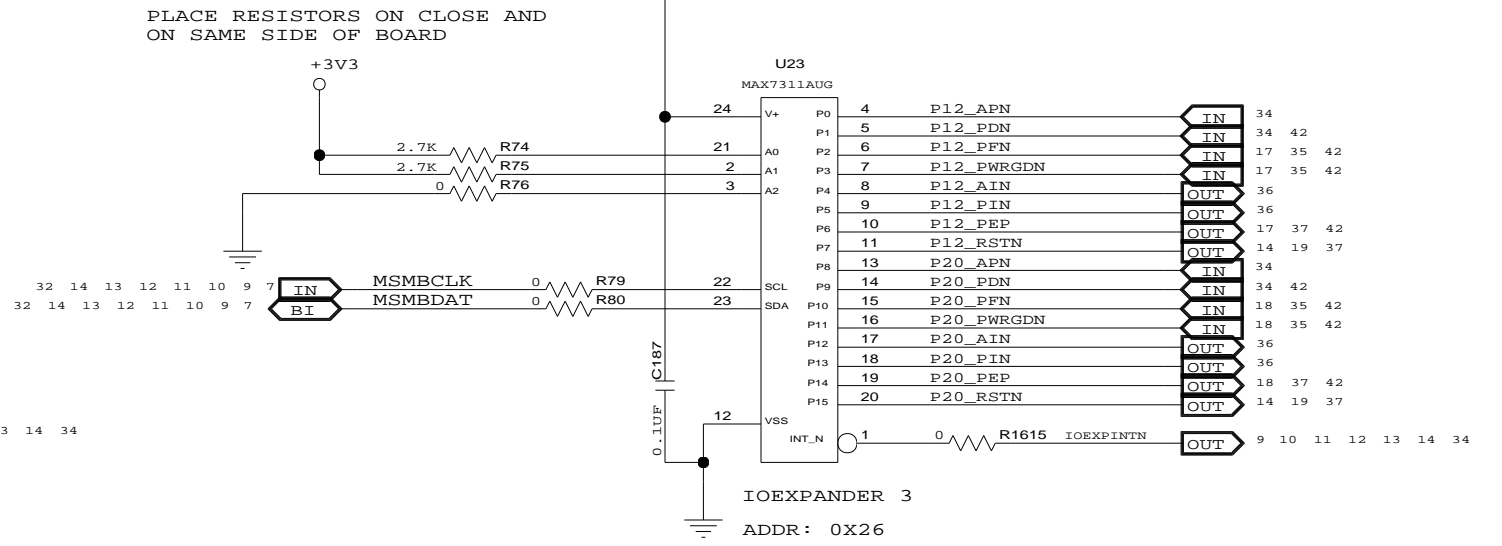 PLACE RESISTORS ON CLOSE AND
ON SAME SIDE OF BOARD
+3V3
U23
MAX7311AUG
24 V+ P0 4 P12_APN IN 34
P1 5 P12_PDN IN 34 42
2.7K R74 21 A0 P2 6 P12_PFN IN 17 35 42
2.7K R75 2 A1 P3 7 P12_PWRGDN IN 17 35 42
0 R76 3 A2 P4 8 P12_AIN OUT 36
P5 9 P12_PIN OUT 36
P6 10 P12_PEP OUT 17 37 42
P7 11 P12_RSTN OUT 14 19 37
P8 13 P20_APN IN 34
32 14 13 12 11 10 9 7 IN MSMBCLK 0 R79 22 SCL P9 14 P20_PDN IN 34 42
32 14 13 12 11 10 9 7 BI MSMBDAT 0 R80 23 SDA P10 15 P20_PFN IN 18 35 42
P11 16 P20_PWRGDN IN 18 35 42
P12 17 P20_AIN OUT 36
P13 18 P20_PIN OUT 36
C187 P14 19 P20_PEP OUT 18 37 42
P15 20 P20_RSTN OUT 14 19 37
0.1UF 12 VSS
3 14 34
INT_N 1 0 R1615 IOEXPINTN OUT 9 10 11 12 13 14 34
IOEXPANDER 3
ADDR: 0X26